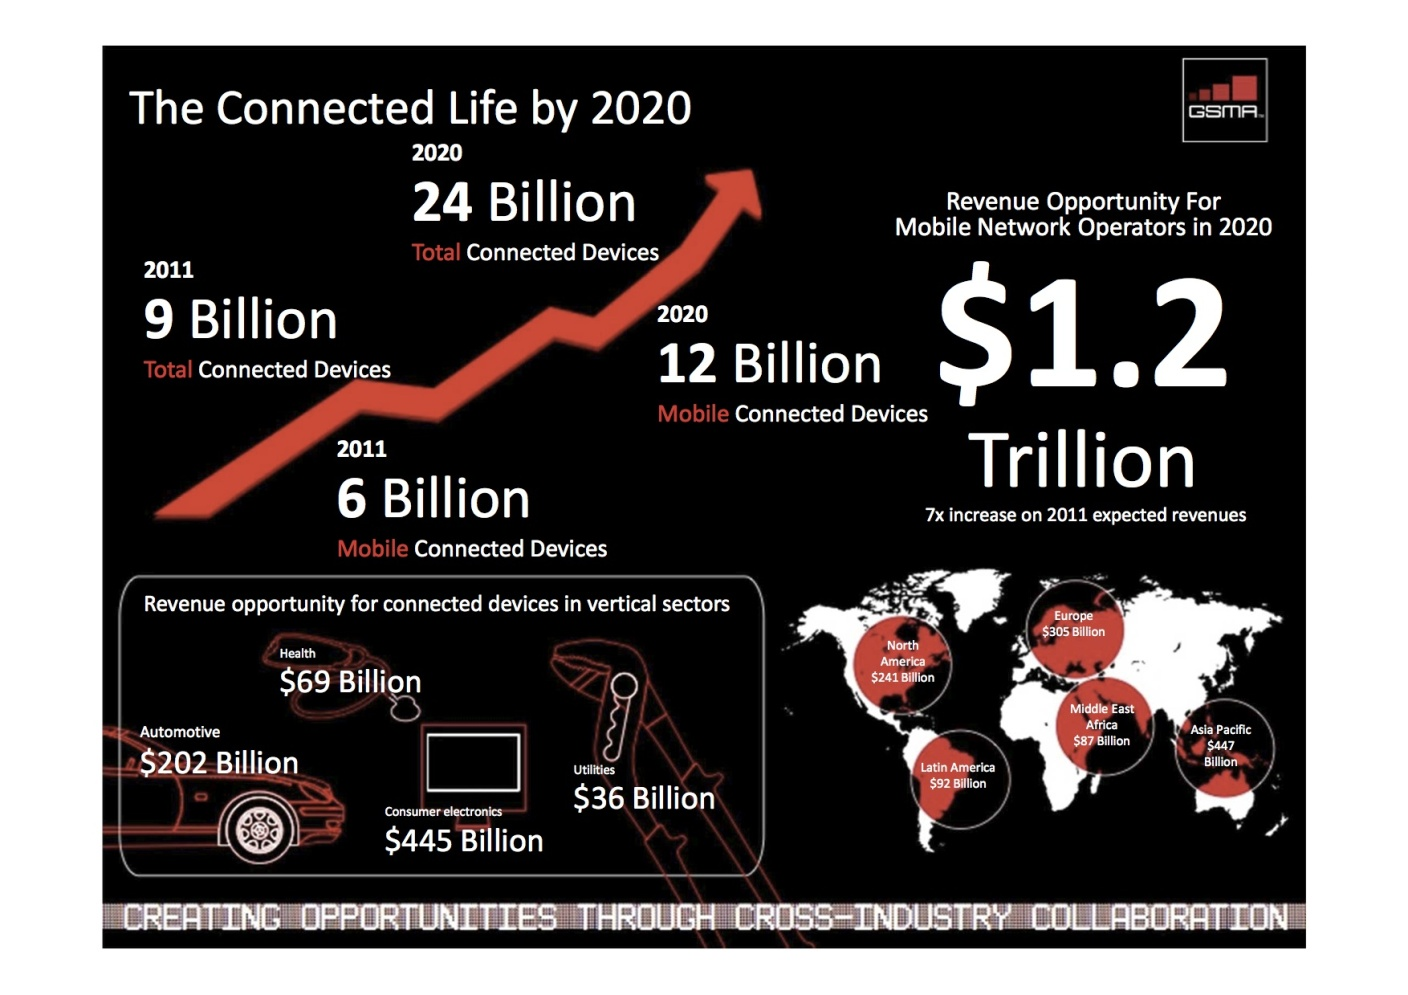 The Connected Life by 2020
GSMA
2020
24 Billion
Total Connected Devices
2011
9 Billion
Total Connected Devices
2020
12 Billion
Mobile Connected Devices
2011
6 Billion
Mobile Connected Devices
Revenue Opportunity For
Mobile Network Operators in 2020
$1.2
Trillion
7x increase on 2011 expected revenues
Revenue opportunity for connected devices in vertical sectors
Health
$69 Billion
Automotive
$202 Billion
Consumer electronics
$445 Billion
Utilities
$36 Billion
North
America
$241 Billion
Europe
$305 Billion
Middle East
Africa
$87 Billion
Asia Pacific
$447
Billion
Latin America
$92 Billion
CREATING OPPORTUNITIES THROUGH CROSS-INDUSTRY COLLABORATION